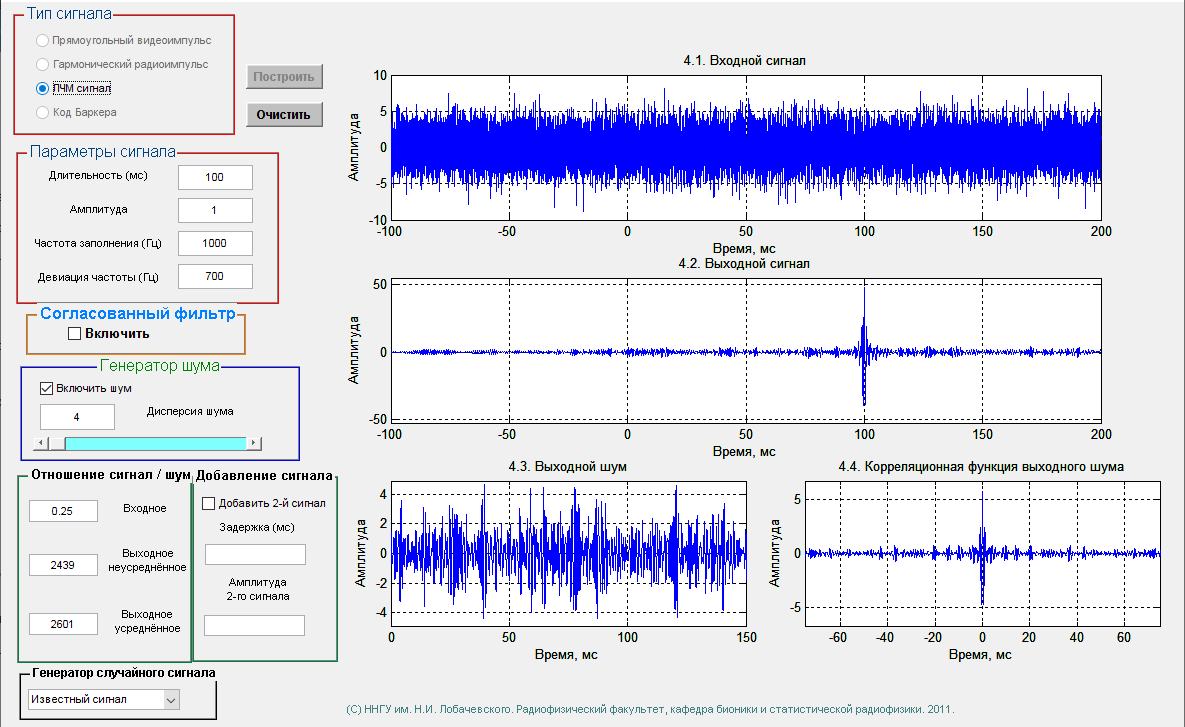 Тип сигнала
Прямоугольный видеоимпульс
Гармонический радиоимпульс
ЛЧМ сигнал
Код Баркера
Построить
Очистить
Параметры сигнала
Длительность (мс)
100
Амплитуда
1
Частота заполнения (Гц)
1000
Девиация частоты (Гц)
700
Согласованный фильтр
Включить
Генератор шума
Включить шум
4
Дисперсия шума
Отношение сигнал / шум
0.25
Входное
2439
Выходное
неусреднённое
2601
Выходное
усреднённое
Добавление сигнала
Добавить 2-й сигнал
Задержка (мс)
Амплитуда
2-го сигнала
Генератор случайного сигнала
Известный сигнал
4.1. Входной сигнал
Амплитуда
10
5
0
-5
-10
-100 -50 0 50 100 150 200
Время, мс
4.2. Выходной сигнал
Амплитуда
50
0
-50
-100 -50 0 50 100 150 200
Время, мс
4.3. Выходной шум
Амплитуда
4
2
0
-2
-4
0 50 100 150
Время, мс
4.4. Корреляционная функция выходного шума
Амплитуда
5
0
-5
-60 -40 -20 0 20 40 60
Время, мс
(С) ННГУ им. Н.И. Лобачевского. Радиофизический факультет, кафедра бионики и статистической радиофизики. 2011.